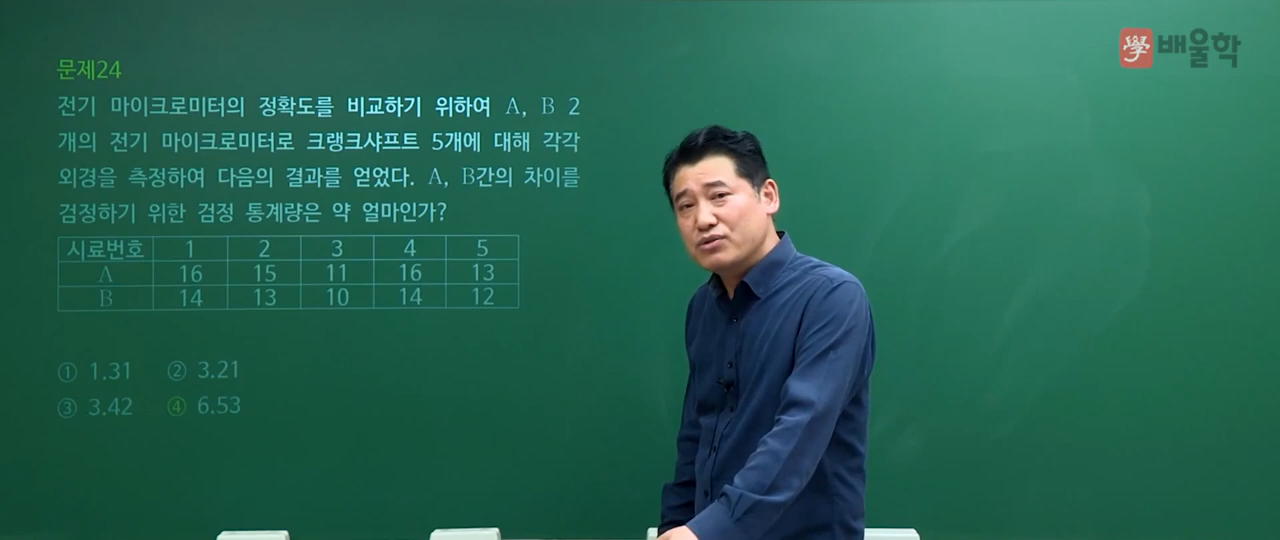 學 배울학
문제24
전기 마이크로미터의 정확도를 비교하기 위하여 A, B 2
개의 전기 마이크로미터로 크랭크샤프트 5개에 대해 각각
외경을 측정하여 다음의 결과를 얻었다. A, B간의 차이를
검정하기 위한 검정 통계량은 약 얼마인가?
시료번호 1 2 3 4 5
A 16 15 11 16 13
B 14 13 10 14 12
① 1.31 ② 3.21
③ 3.42 ④ 6.53